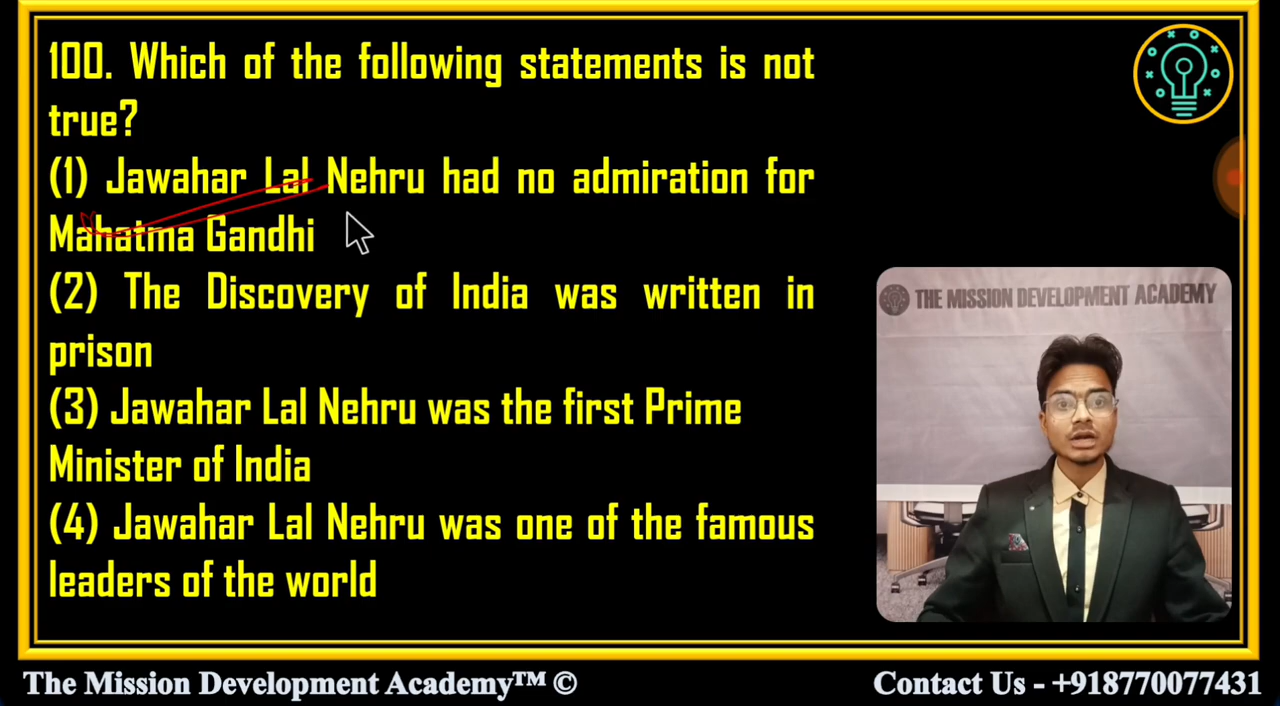 100. Which of the following statements is not
true?
(1) Jawahar Lal Nehru had no admiration for
Mahatma Gandhi
(2) The Discovery of India was written in
prison
(3) Jawahar Lal Nehru was the first Prime
Minister of India
(4) Jawahar Lal Nehru was one of the famous
leaders of the world
THE MISSION DEVELOPMENT ACADEMY
The Mission Development Academy™ ©
Contact Us - +918770077431